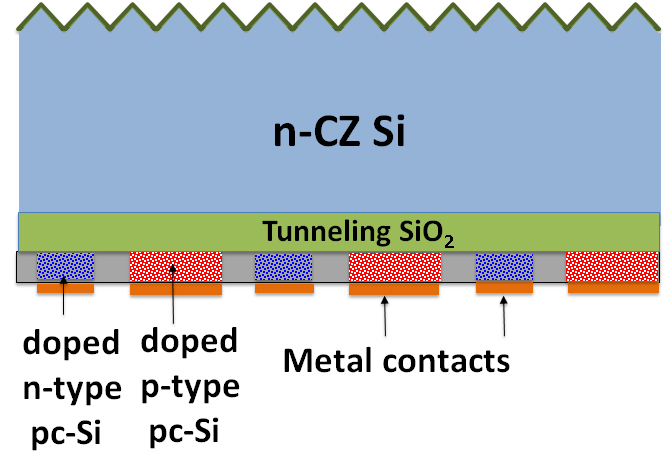 n-CZ Si
Tunneling SiO₂
doped
n-type
pc-Si
doped
p-type
pc-Si
Metal contacts